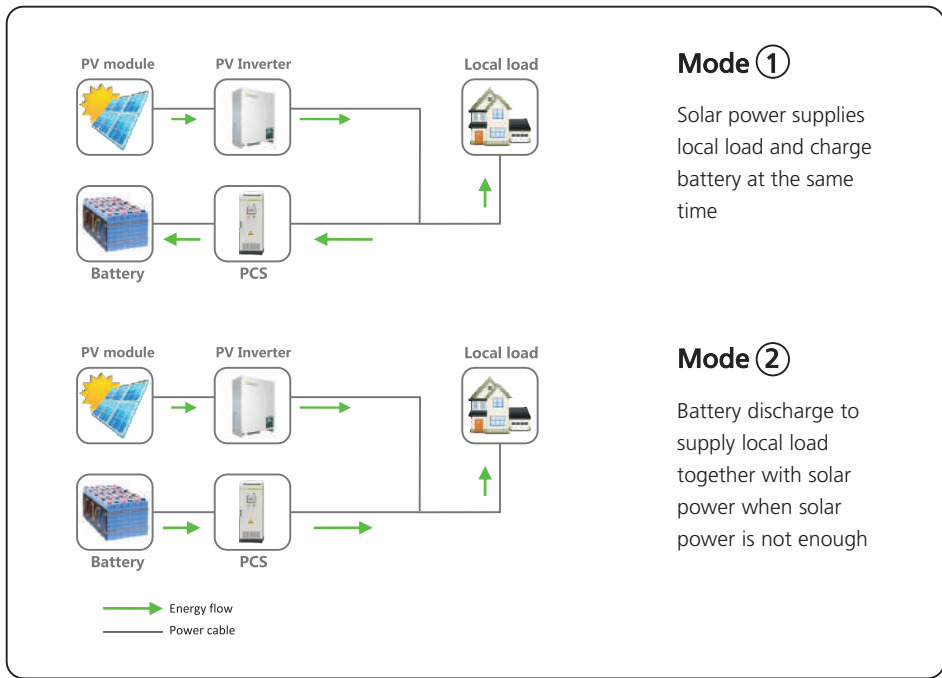 PV module
PV Inverter
Local load
Battery
PCS
Mode 1
Solar power supplies
local load and charge
battery at the same
time
PV module
PV Inverter
Local load
Battery
PCS
Mode 2
Battery discharge to
supply local load
together with solar
power when solar
power is not enough
Energy flow
Power cable